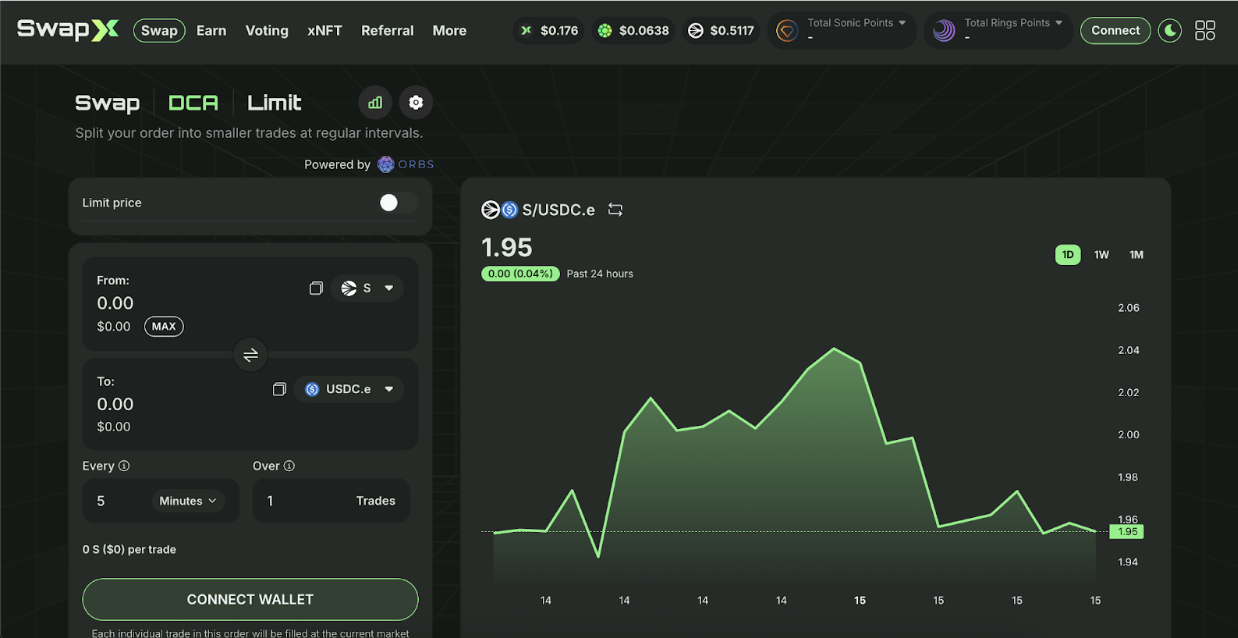 SwapX Swap Earn Voting xNFT Referral More $0.176 $0.0638 $0.5117 Total Sonic Points - Total Rings Points - Connect
Swap DCA Limit
Split your order into smaller trades at regular intervals.
Powered by ORBS
Limit price
From:
0.00 S
$0.00 MAX
To:
0.00 USDC.e
$0.00
Every Over
5 Minutes 1 Trades
0 S ($0) per trade
CONNECT WALLET
Each individual trade in this order will be filled at the current market
S/USDC.e
1.95
0.00 (0.04%) Past 24 hours
1D 1W 1M
2.06
2.04
2.02
2.00
1.98
1.96
1.95
1.94
14 14 14 14 15 15 15 15